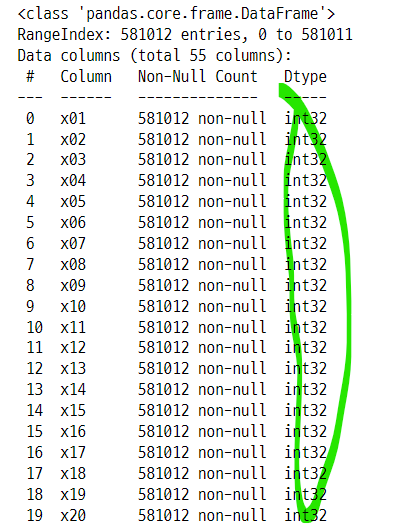 <class 'pandas.core.frame.DataFrame'>
RangeIndex: 581012 entries, 0 to 581011
Data columns (total 55 columns):
 #   Column   Non-Null Count   Dtype
---  ------   --------------   -----
 0   x01      581012 non-null  int32
 1   x02      581012 non-null  int32
 2   x03      581012 non-null  int32
 3   x04      581012 non-null  int32
 4   x05      581012 non-null  int32
 5   x06      581012 non-null  int32
 6   x07      581012 non-null  int32
 7   x08      581012 non-null  int32
 8   x09      581012 non-null  int32
 9   x10      581012 non-null  int32
 10  x11      581012 non-null  int32
 11  x12      581012 non-null  int32
 12  x13      581012 non-null  int32
 13  x14      581012 non-null  int32
 14  x15      581012 non-null  int32
 15  x16      581012 non-null  int32
 16  x17      581012 non-null  int32
 17  x18      581012 non-null  int32
 18  x19      581012 non-null  int32
 19  x20      581012 non-null  int32